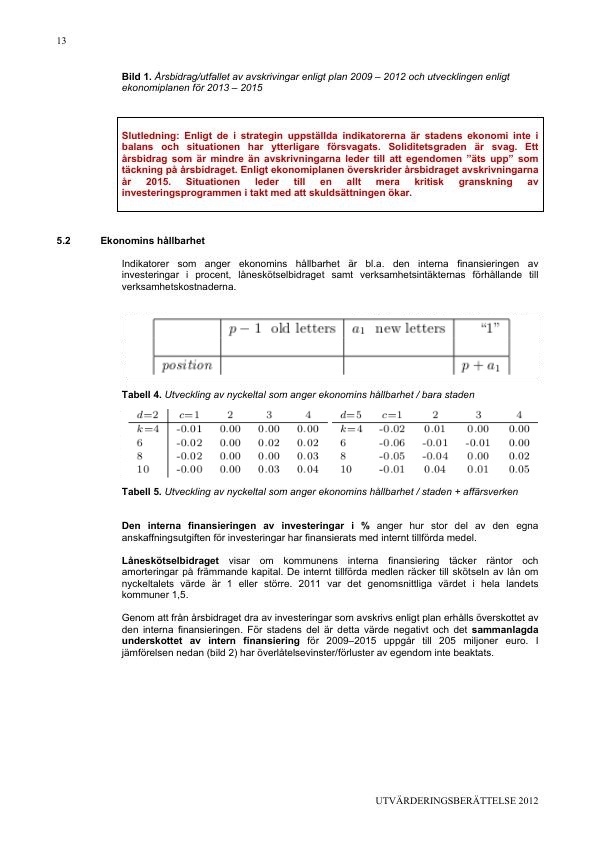 13
Bild 1. Årsbidrag/utfallet av avskrivingar enligt plan 2009 – 2012 och utvecklingen enligt
ekonomiplanen för 2013 – 2015
Slutledning: Enligt de i strategin uppställda indikatorerna är stadens ekonomi inte i
balans och situationen har ytterligare försvagats. Soliditetsgraden är svag. Ett
årsbidrag som är mindre än avskrivningarna leder till att egendomen ”äts upp” som
täckning på årsbidraget. Enligt ekonomiplanen överskrider årsbidraget avskrivningarna
år 2015. Situationen leder till en allt mera kritisk granskning av
investeringsprogrammen i takt med att skuldsättningen ökar.
5.2 Ekonomins hållbarhet
Indikatorer som anger ekonomins hållbarhet är bl.a. den interna finansieringen av
investeringar i procent, låneskötselbidraget samt verksamhetsintäkternas förhållande till
verksamhetskostnaderna.
p − 1 old letters a₁ new letters “1”
position p + a₁
Tabell 4. Utveckling av nyckeltal som anger ekonomins hållbarhet / bara staden
d=2 c=1 2 3 4 d=5 c=1 2 3 4
k=4 -0.01 0.00 0.00 0.00 k=4 -0.02 0.01 0.00 0.00
6 -0.02 0.00 0.02 0.02 6 -0.06 -0.01 -0.01 0.00
8 -0.02 0.00 0.00 0.03 8 -0.05 -0.04 0.00 0.02
10 -0.00 0.00 0.03 0.04 10 -0.01 0.04 0.01 0.05
Tabell 5. Utveckling av nyckeltal som anger ekonomins hållbarhet / staden + affärsverken
Den interna finansieringen av investeringar i % anger hur stor del av den egna
anskaffningsutgiften för investeringar har finansierats med internt tillförda medel.
Låneskötselbidraget visar om kommunens interna finansiering täcker räntor och
amorteringar på främmande kapital. De internt tillförda medlen räcker till skötseln av lån om
nyckeltalets värde är 1 eller större. 2011 var det genomsnittliga värdet i hela landets
kommuner 1,5.
Genom att från årsbidraget dra av investeringar som avskrivs enligt plan erhålls överskottet av
den interna finansieringen. För stadens del är detta värde negativt och det sammanlagda
underskottet av intern finansiering för 2009–2015 uppgår till 205 miljoner euro. I
jämförelsen nedan (bild 2) har överlåtelsevinster/förluster av egendom inte beaktats.
UTVÄRDERINGSBERÄTTELSE 2012